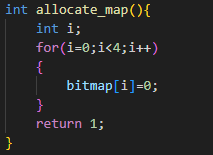 int allocate_map(){
    int i;
    for(i=0;i<4;i++)
    {
        bitmap[i]=0;
    }
    return 1;
}